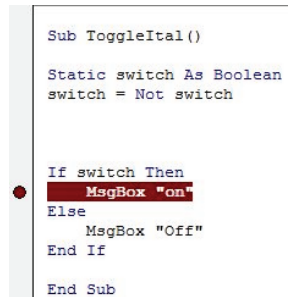 Sub ToggleItal()
Static switch As Boolean
switch = Not switch
If switch Then
MsgBox "on"
Else
MsgBox "Off"
End If
End Sub